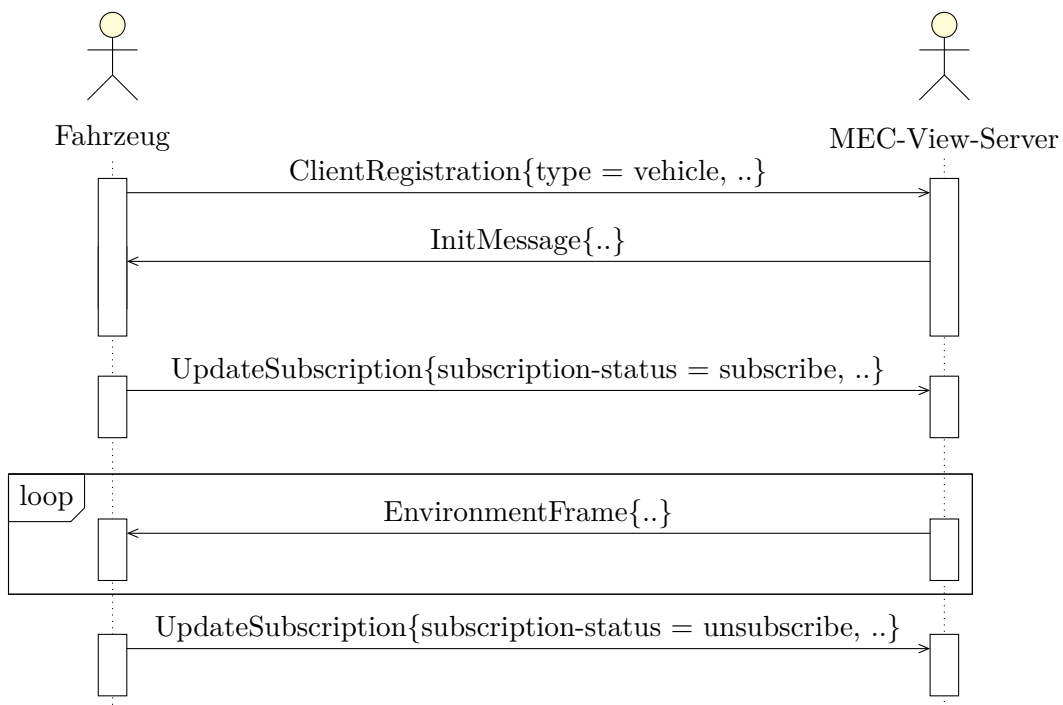 Fahrzeug
MEC-View-Server
ClientRegistration{type = vehicle, ..}
InitMessage{..}
UpdateSubscription{subscription-status = subscribe, ..}
loop
EnvironmentFrame{..}
UpdateSubscription{subscription-status = unsubscribe, ..}